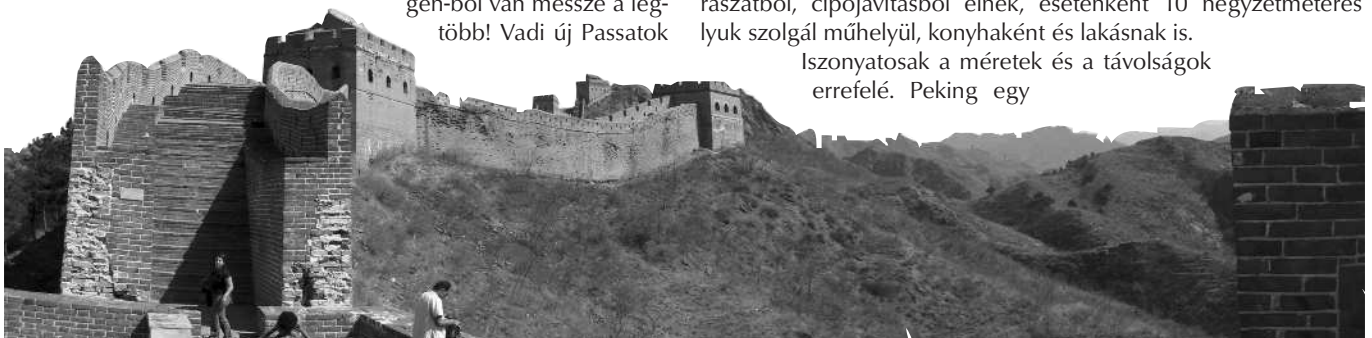 gen-ből van messze a leg-
több! Vadi új Passatok
rászatból, cipőjavításból élnek, esetenként 10 négyzetméteres
lyuk szolgál műhelyül, konyhaként és lakásnak is.
Iszonyatosak a méretek és a távolságok
errefelé. Peking egy